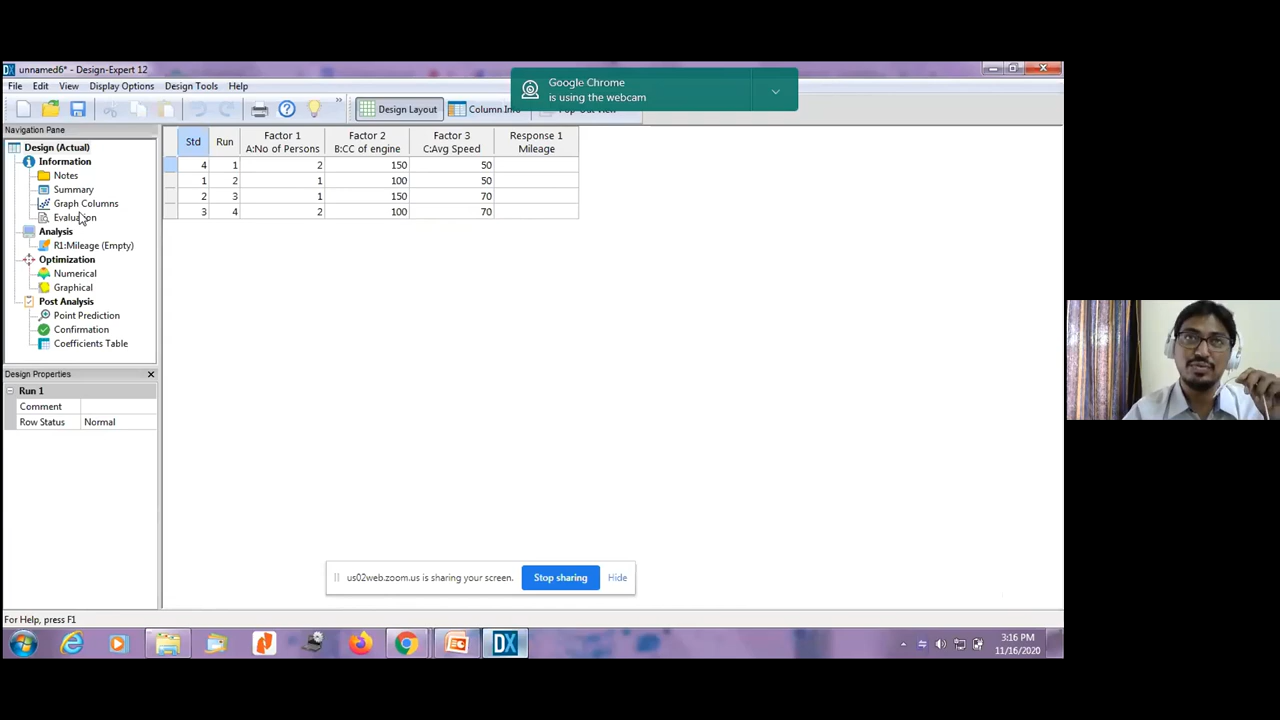 unnamed6* - Design-Expert 12
File Edit View Display Options Design Tools Help
Google Chrome
is using the webcam
Design Layout
Navigation Pane
Design (Actual)
Information
Notes
Summary
Graph Columns
Evaluation
Analysis
R1:Mileage (Empty)
Optimization
Numerical
Graphical
Post Analysis
Point Prediction
Confirmation
Coefficients Table
Design Properties
Run 1
Comment
Row Status Normal
Std Run Factor 1 Factor 2 Factor 3 Response 1
A:No of Persons B:CC of engine C:Avg Speed Mileage
4 1 2 150 50
1 2 1 100 50
2 3 1 150 70
3 4 2 100 70
us02web.zoom.us is sharing your screen. Stop sharing Hide
For Help, press F1
3:16 PM
11/16/2020